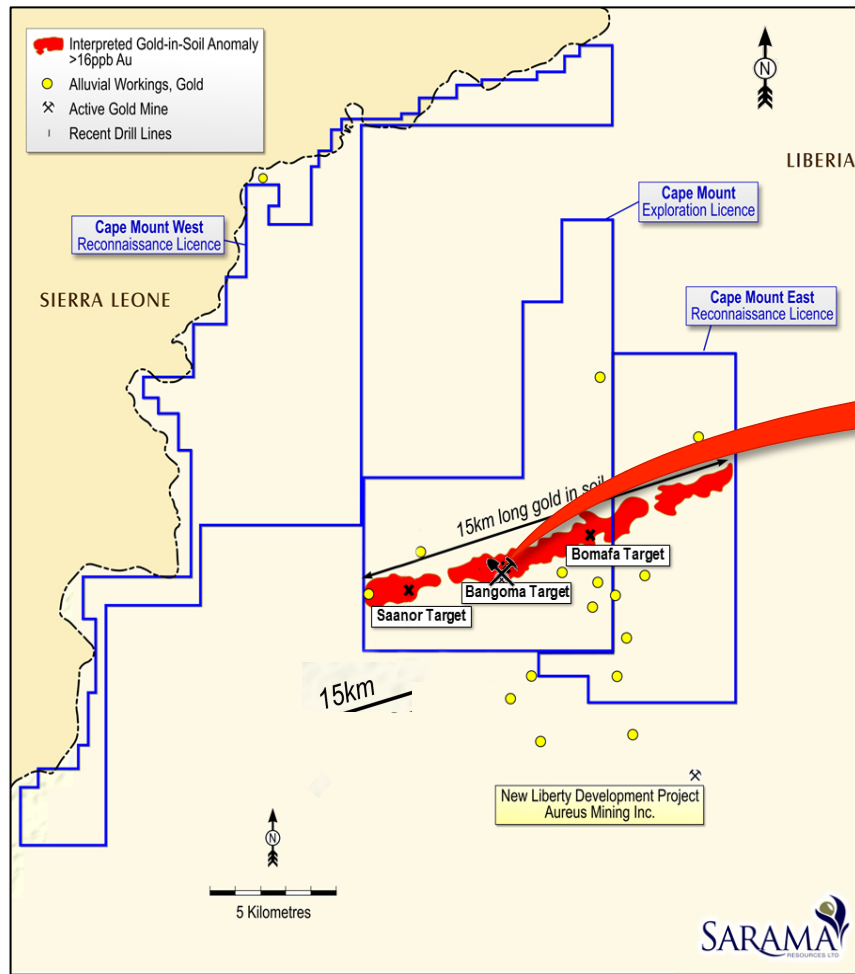 Interpreted Gold-in-Soil Anomaly
>16ppb Au
Alluvial Workings, Gold
Active Gold Mine
Recent Drill Lines
N
LIBERIA
Cape Mount
Exploration Licence
Cape Mount West
Reconnaissance Licence
SIERRA LEONE
Cape Mount East
Reconnaissance Licence
15km long gold in soil
Bomafa Target
Bangoma Target
Saanor Target
15km
New Liberty Development Project
Aureus Mining Inc.
N
5 Kilometres
SARAMA
RESOURCES LTD